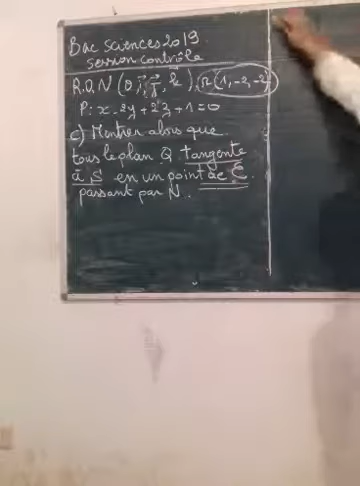 Bac sciences 2019
session contrôle
R.O.N (O, i, j, k), Ω(1, -2, -2)
P: x - 2y + 2z + 1 = 0
c) Montrer alors que
tous le plan Q tangente
à S en un point de C
passant par N.